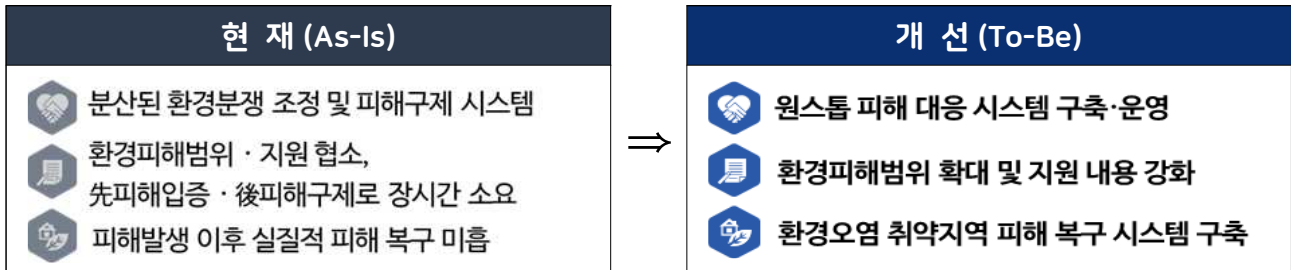 현 재 (As-Is)
분산된 환경분쟁 조정 및 피해구제 시스템
환경피해범위 · 지원 협소,
先피해입증 · 後피해구제로 장시간 소요
피해발생 이후 실질적 피해 복구 미흡
⇒
개 선 (To-Be)
원스톱 피해 대응 시스템 구축·운영
환경피해범위 확대 및 지원 내용 강화
환경오염 취약지역 피해 복구 시스템 구축